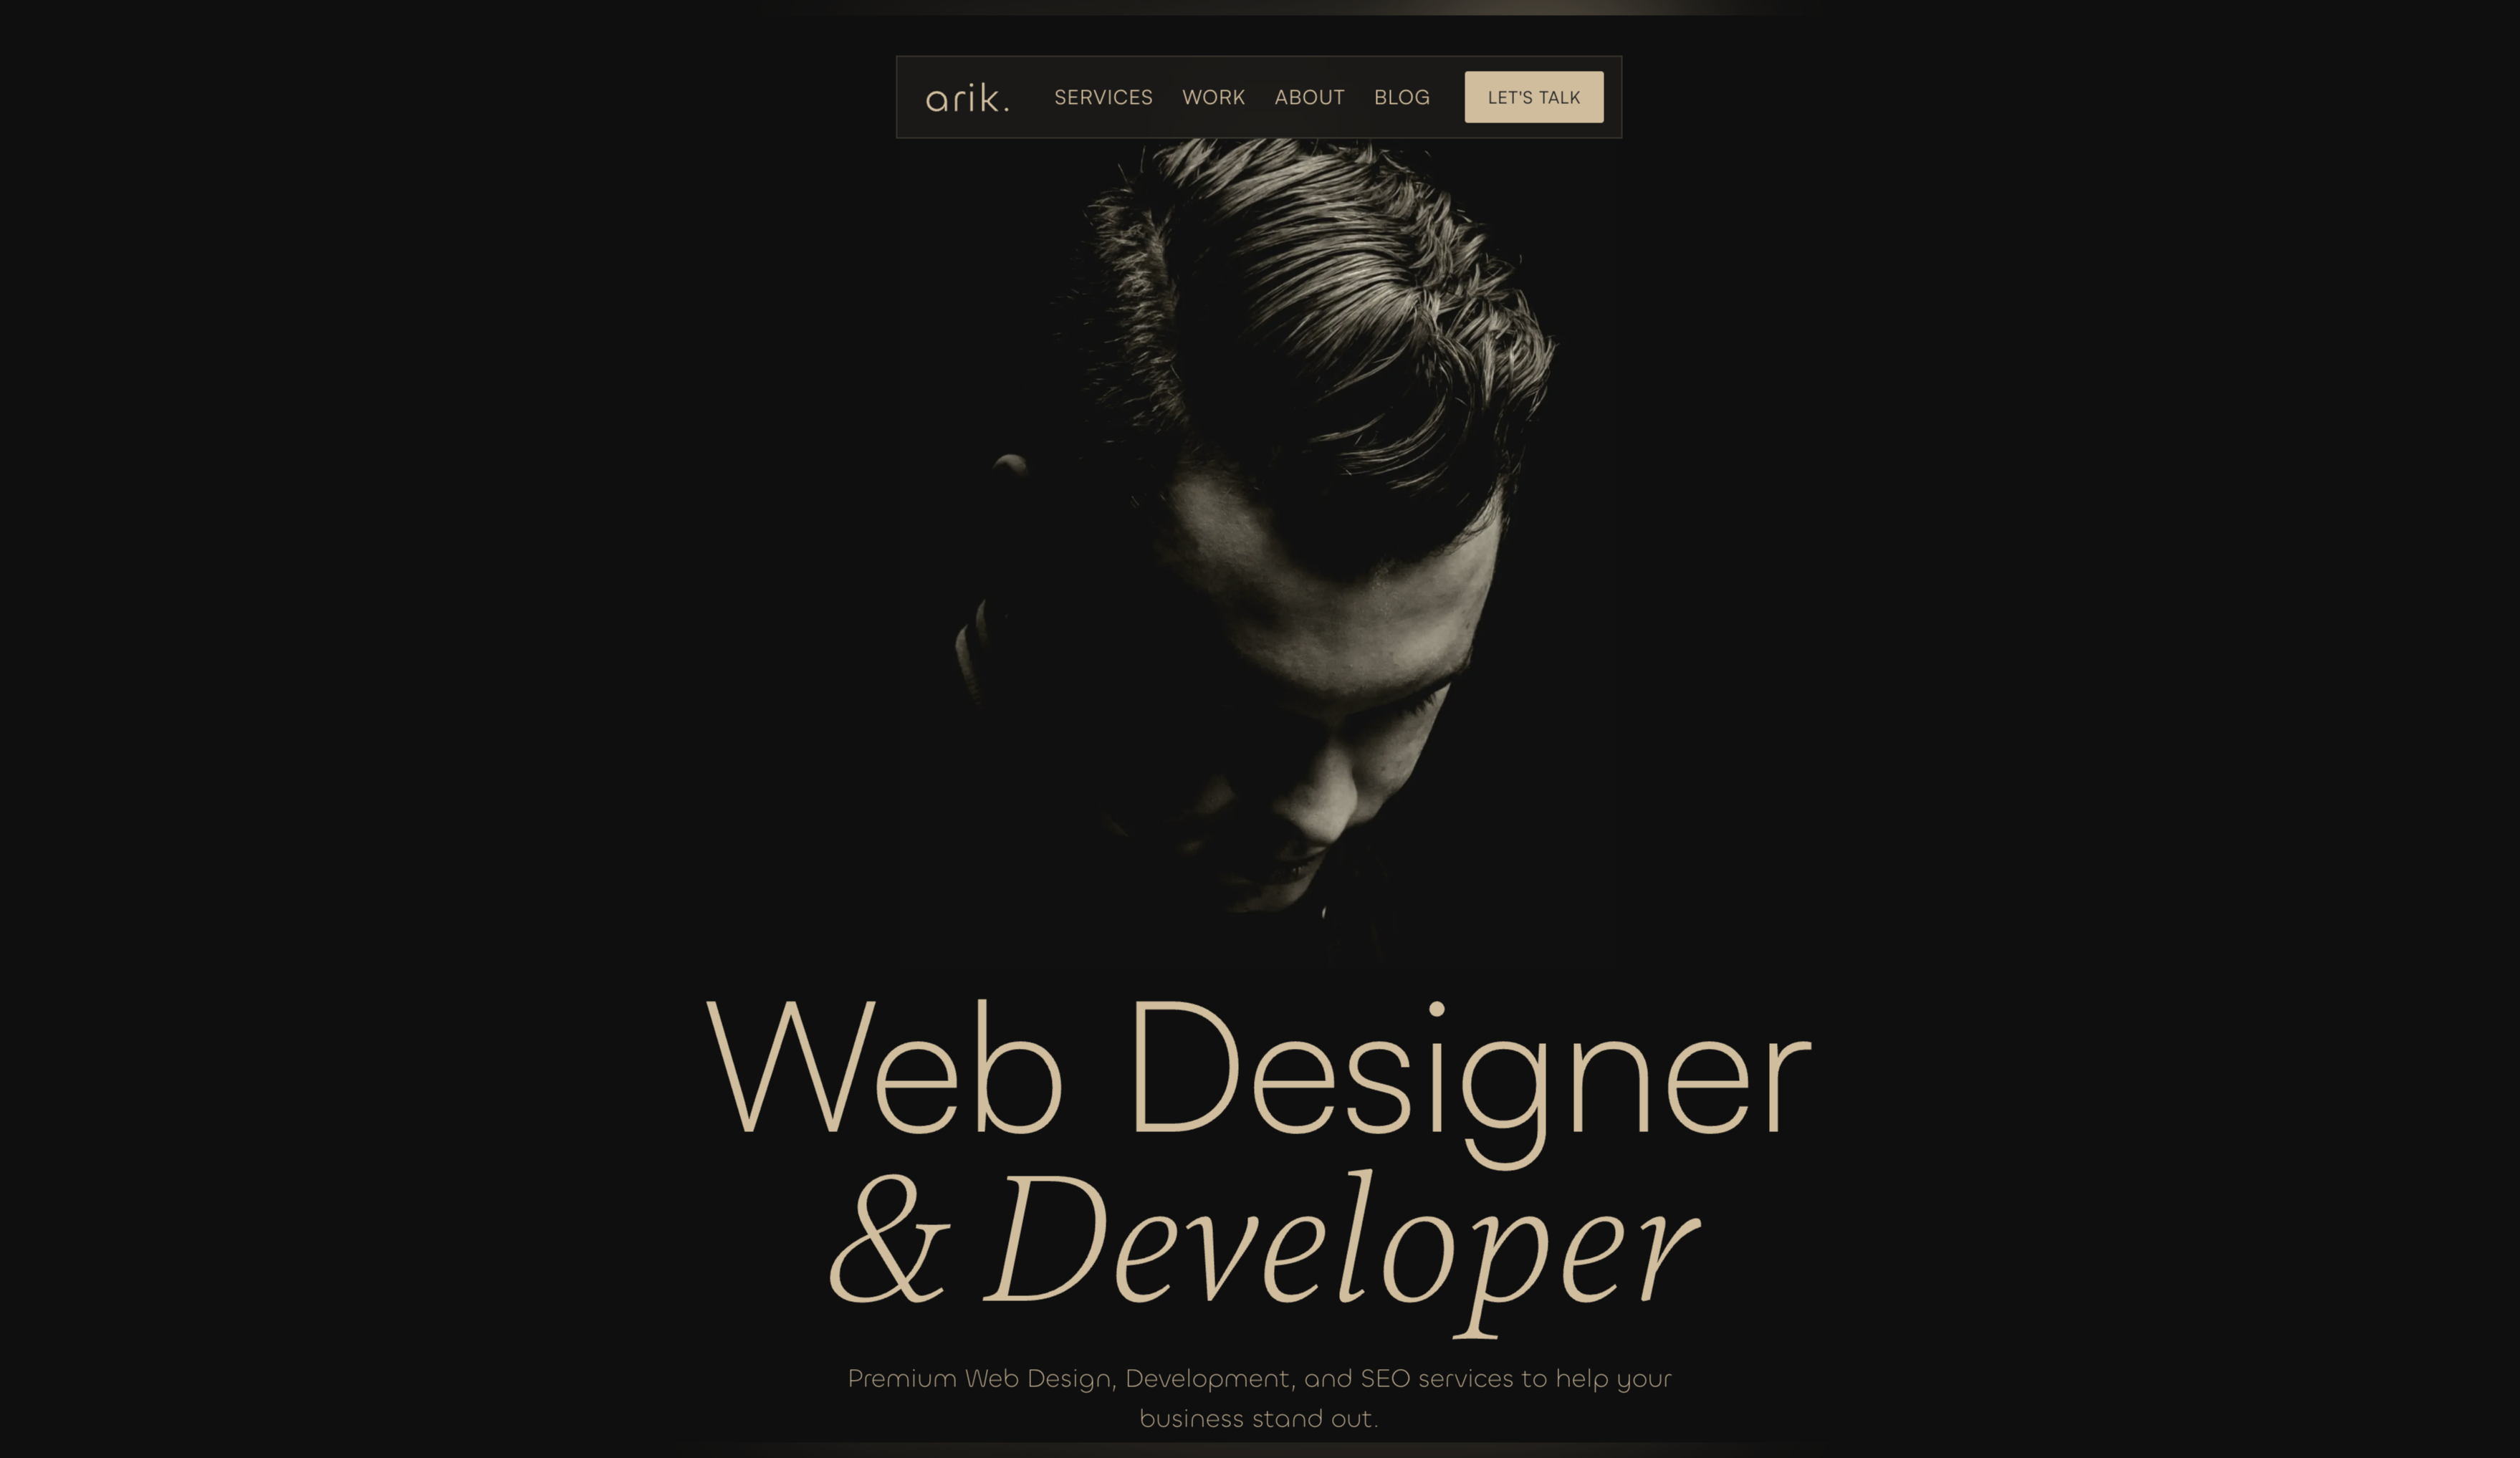 arik. SERVICES WORK ABOUT BLOG LET'S TALK
Web Designer
& Developer
Premium Web Design, Development, and SEO services to help your
business stand out.